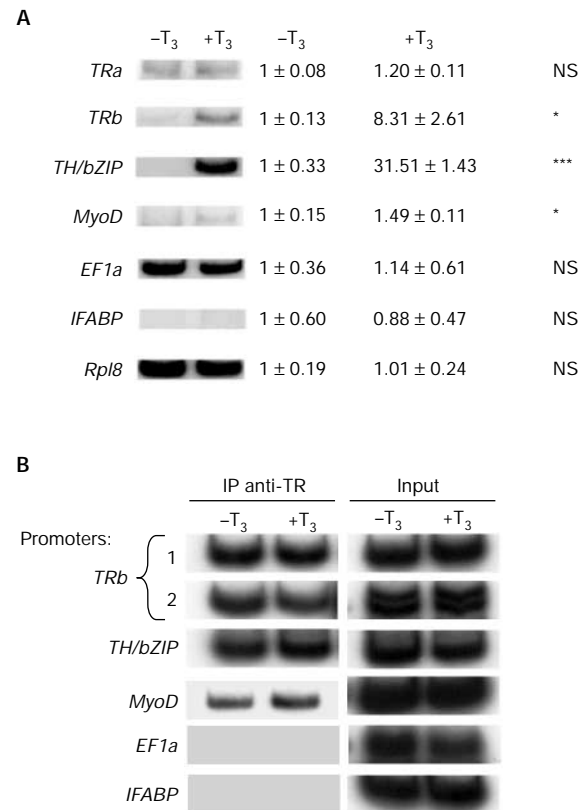 A
–T3 +T3 –T3 +T3
TRa 1 ± 0.08 1.20 ± 0.11 NS
TRb 1 ± 0.13 8.31 ± 2.61 *
TH/bZIP 1 ± 0.33 31.51 ± 1.43 ***
MyoD 1 ± 0.15 1.49 ± 0.11 *
EF1a 1 ± 0.36 1.14 ± 0.61 NS
IFABP 1 ± 0.60 0.88 ± 0.47 NS
Rpl8 1 ± 0.19 1.01 ± 0.24 NS
B
IP anti-TR Input
–T3 +T3 –T3 +T3
Promoters:
1
TRb
2
TH/bZIP
MyoD
EF1a
IFABP